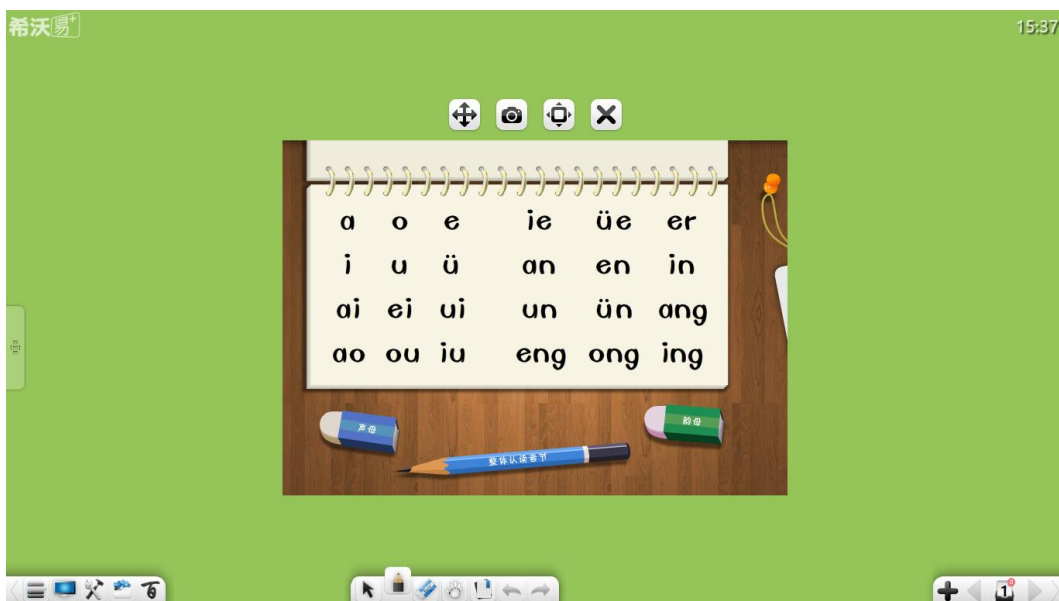 希沃易+
15:37
a o e ie üe er
i u ü an en in
ai ei ui un ün ang
ao ou iu eng ong ing
声母
韵母
整体认读音节
1